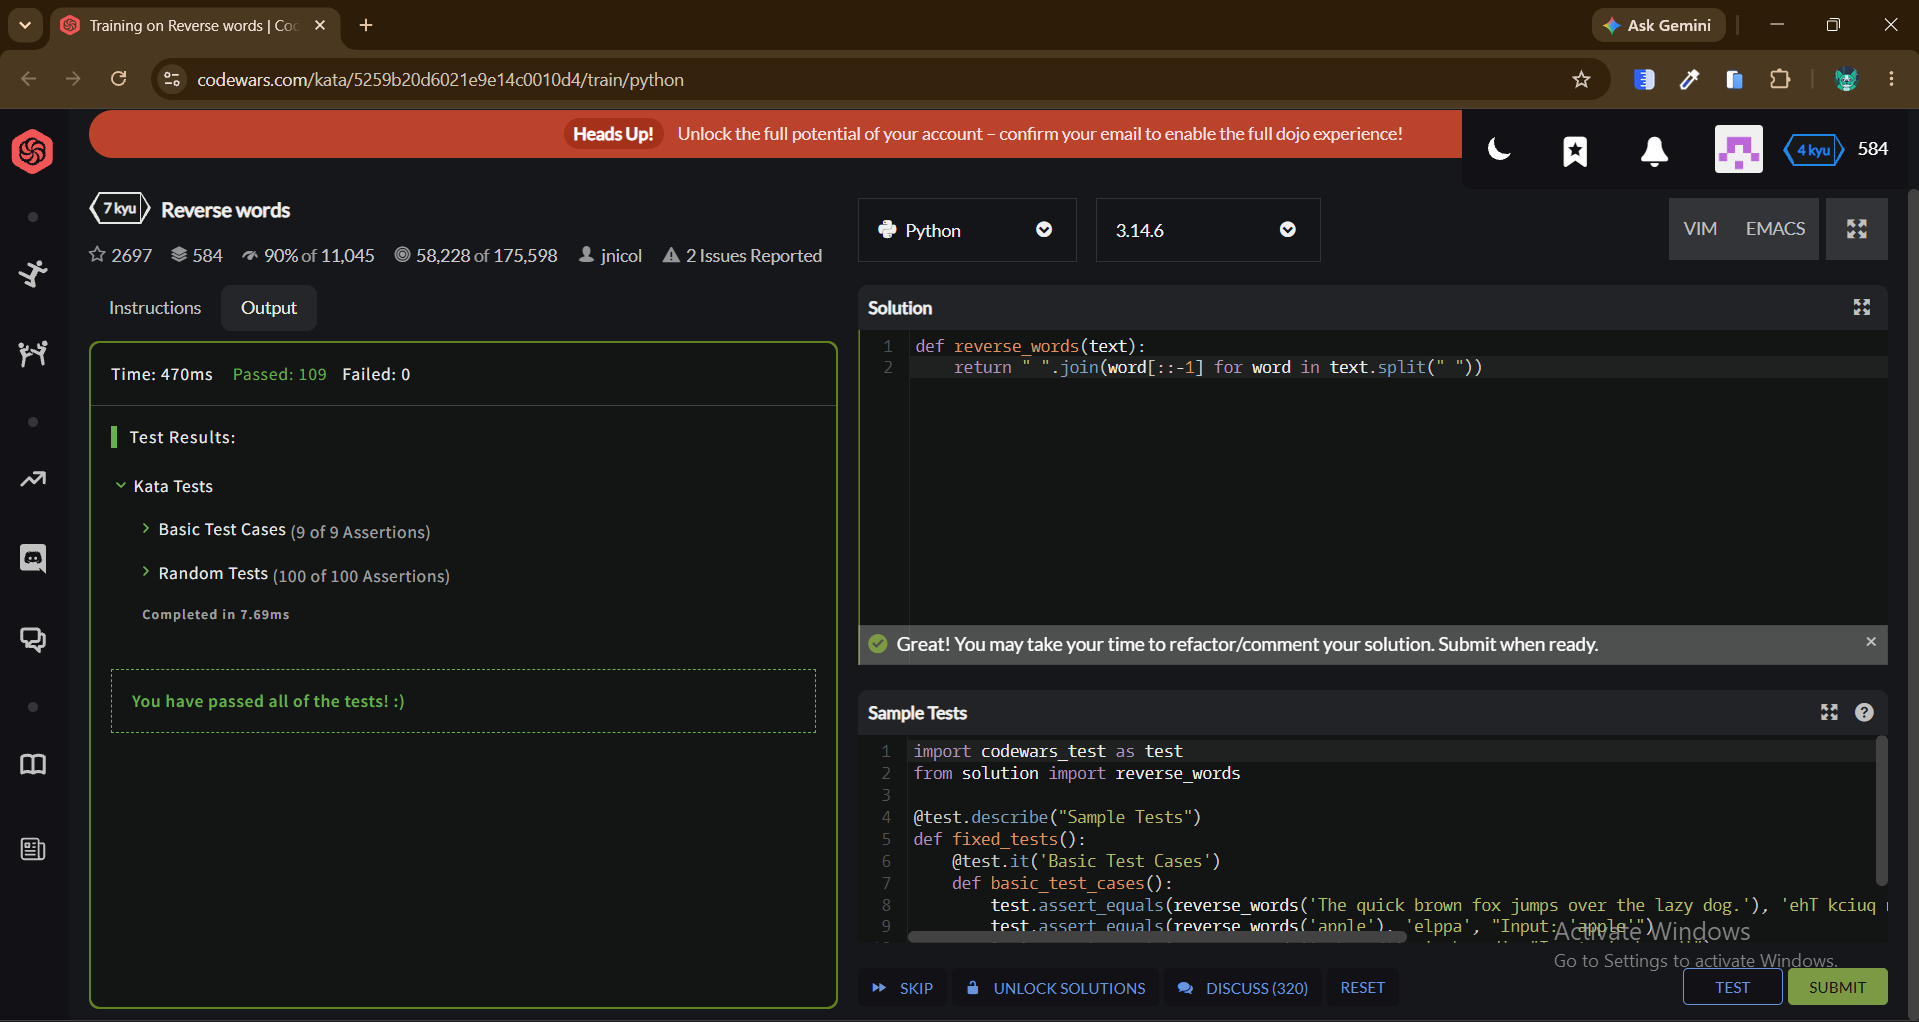 Training on Reverse words | Co
Ask Gemini
codewars.com/kata/5259b20d6021e9e14c0010d4/train/python
Heads Up! Unlock the full potential of your account – confirm your email to enable the full dojo experience!
4 kyu 584
7 kyu Reverse words
2697 584 90% of 11,045 58,228 of 175,598 jnicol 2 Issues Reported
Python
3.14.6
VIM EMACS
Instructions Output
Time: 470ms Passed: 109 Failed: 0
Test Results:
Kata Tests
Basic Test Cases (9 of 9 Assertions)
Random Tests (100 of 100 Assertions)
Completed in 7.69ms
You have passed all of the tests! :)
Solution
1 def reverse_words(text):
2 return " ".join(word[::-1] for word in text.split(" "))
Great! You may take your time to refactor/comment your solution. Submit when ready.
Sample Tests
1 import codewars_test as test
2 from solution import reverse_words
3
4 @test.describe("Sample Tests")
5 def fixed_tests():
6 @test.it('Basic Test Cases')
7 def basic_test_cases():
8 test.assert_equals(reverse_words('The quick brown fox jumps over the lazy dog.'), 'ehT kciuq
9 test.assert_equals(reverse_words('apple'), 'elppa', "Input: 'apple'")
Activate Windows
Go to Settings to activate Windows.
SKIP UNLOCK SOLUTIONS DISCUSS (320) RESET
TEST SUBMIT